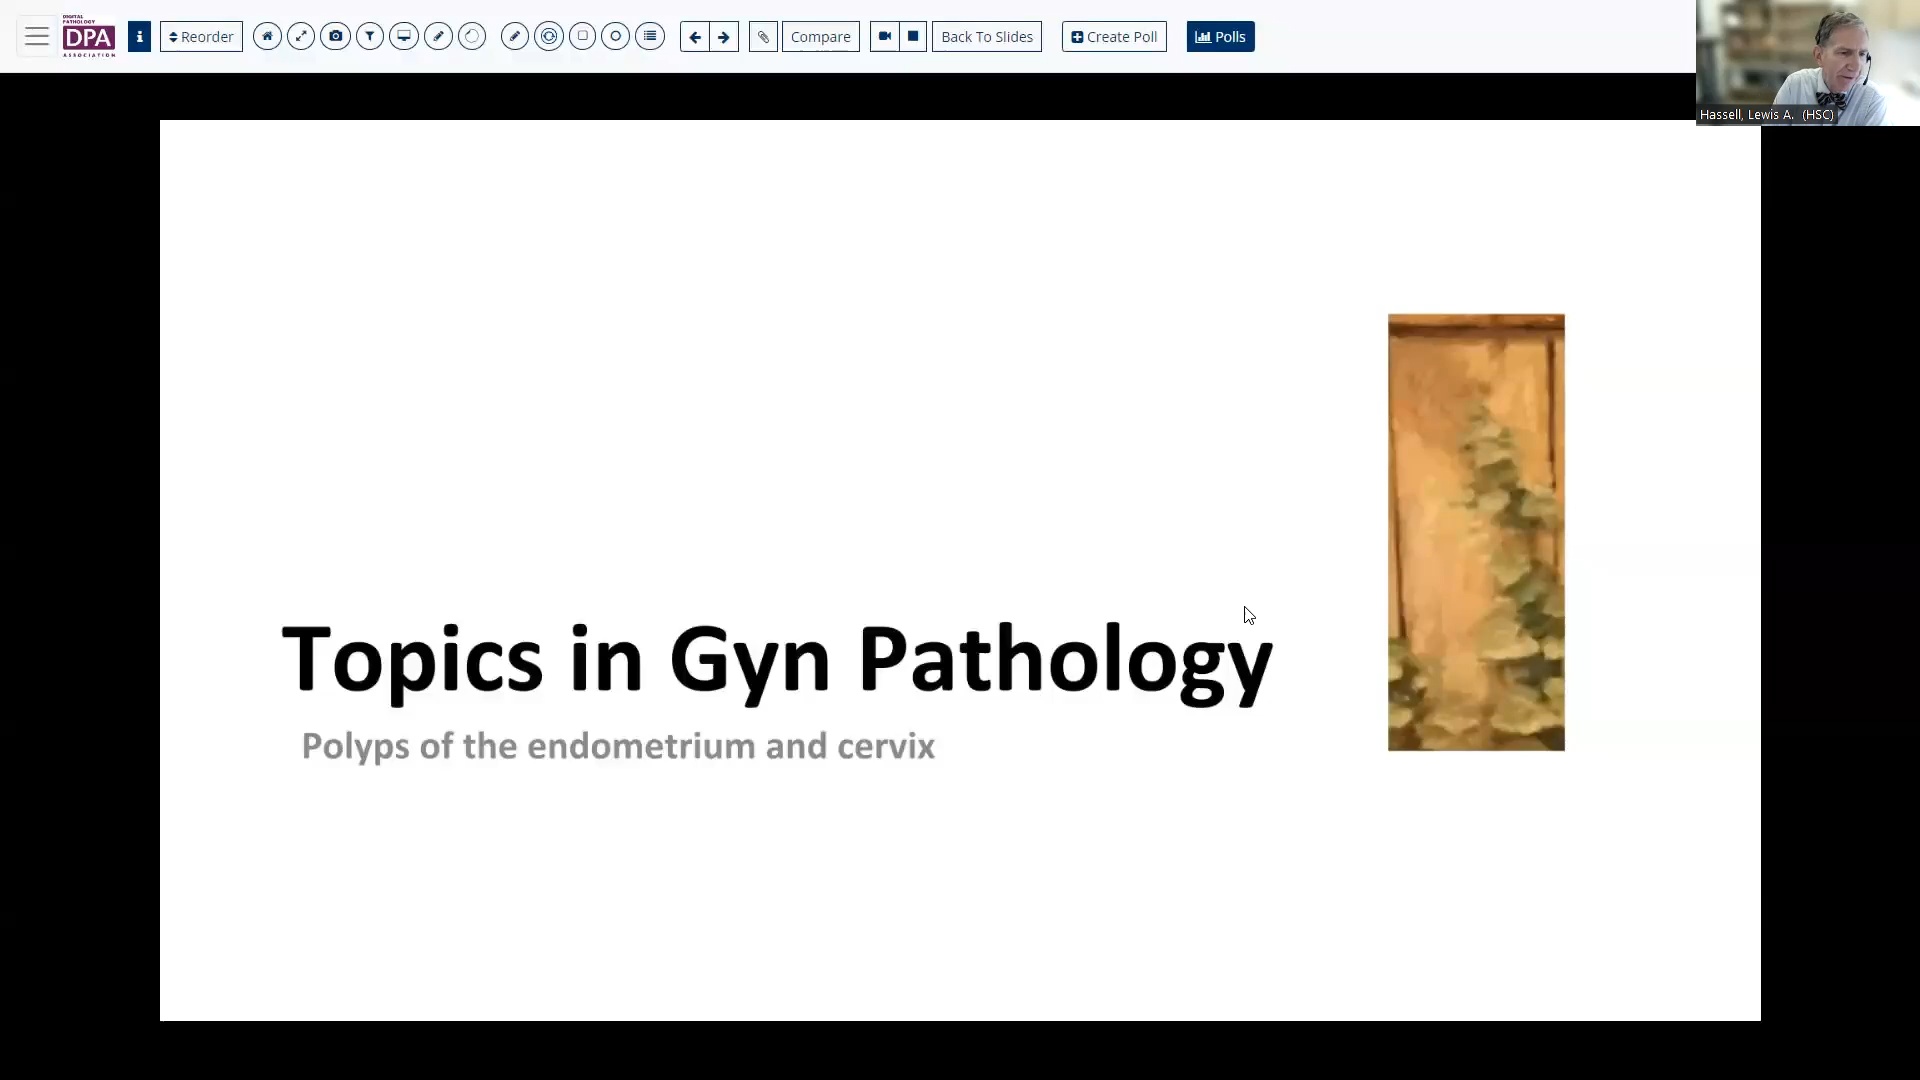 DIGITAL
PATHOLOGY
DPA
ASSOCIATION
i
Reorder
Compare
Back To Slides
Create Poll
Polls
Hassell, Lewis A. (HSC)
Topics in Gyn Pathology
Polyps of the endometrium and cervix